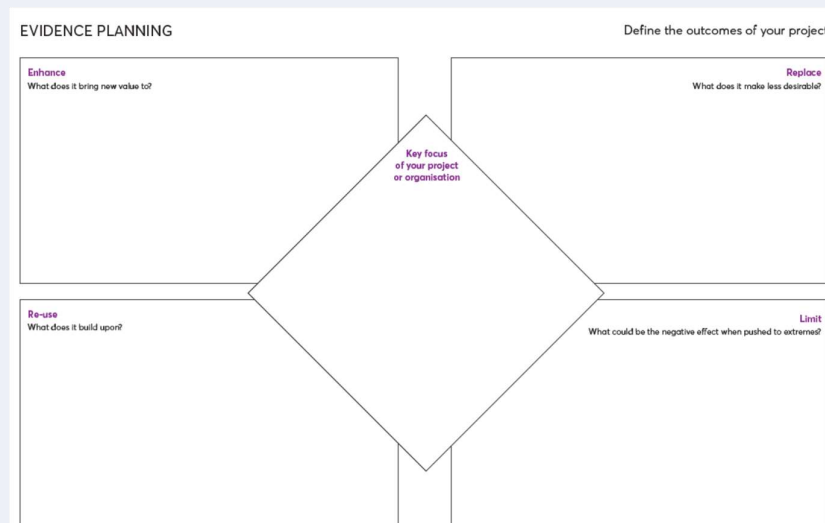 EVIDENCE PLANNING
Define the outcomes of your project
Enhance
What does it bring new value to?
Replace
What does it make less desirable?
Key focus
of your project
or organisation
Re-use
What does it build upon?
Limit
What could be the negative effect when pushed to extremes?